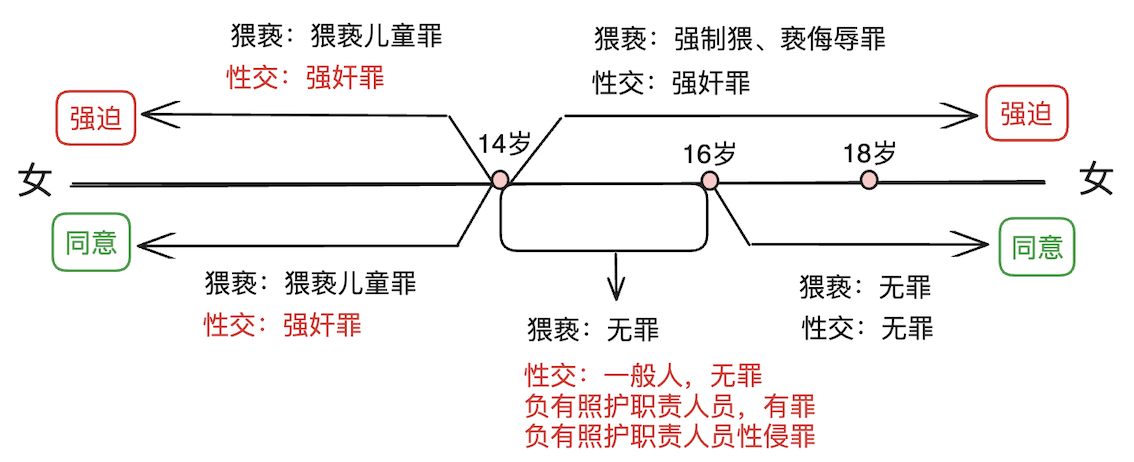 猥亵：猥亵儿童罪
性交：强奸罪
猥亵：强制猥、亵侮辱罪
性交：强奸罪
强迫
强迫
14岁
16岁
18岁
女
女
同意
同意
猥亵：猥亵儿童罪
性交：强奸罪
猥亵：无罪
性交：无罪
猥亵：无罪
性交：一般人，无罪
负有照护职责人员，有罪
负有照护职责人员性侵罪